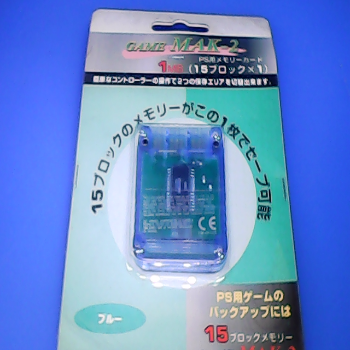 GAME MAK-2
PS用メモリーカード
1MB(15ブロック×1)
15ブロックのメモリーがこの1枚でセーブ可能
ブルー
PS用ゲームの
バックアップには
15ブロックメモリー
MAK-2